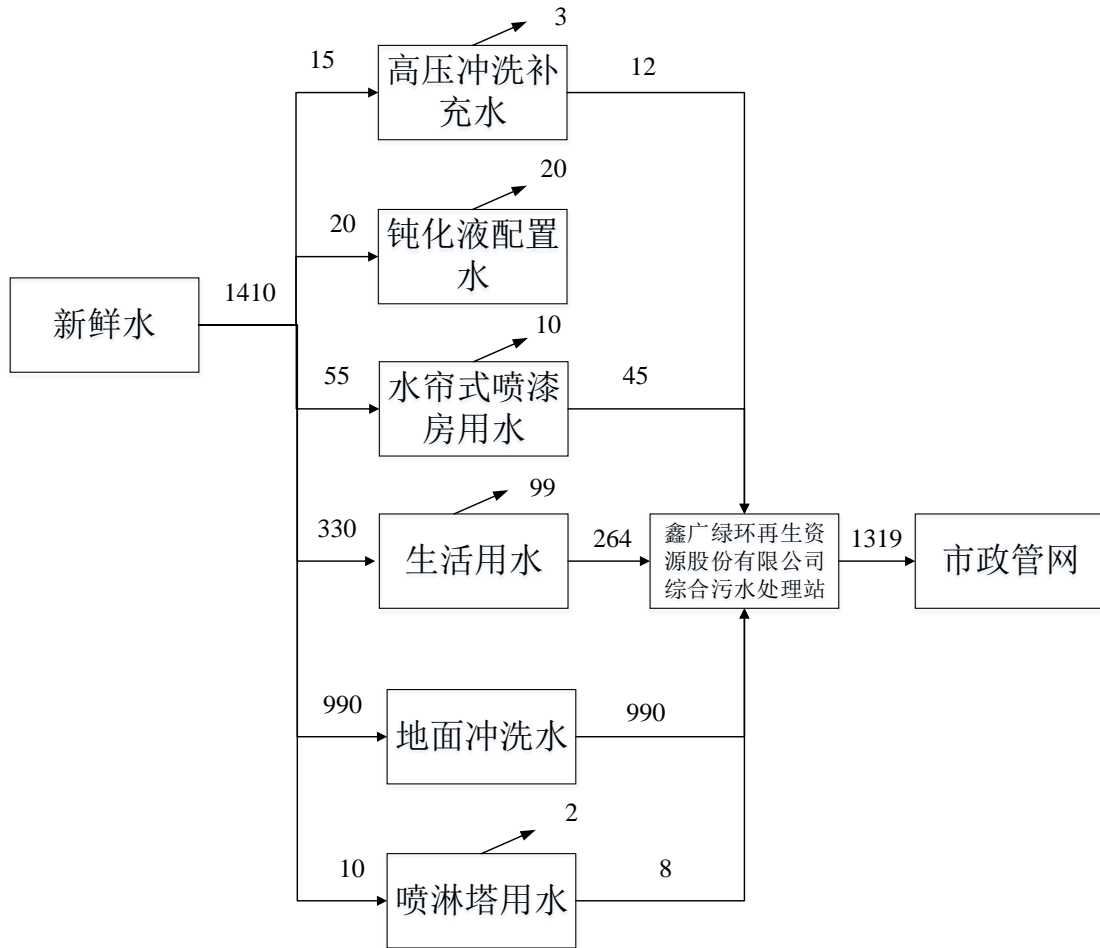 3
15
高压冲洗补
充水
12
20
20
钝化液配置
水
新鲜水
1410
10
55
水帘式喷漆
房用水
45
99
330
生活用水
264
鑫广绿环再生资
源股份有限公司
综合污水处理站
1319
市政管网
990
地面冲洗水
990
2
10
喷淋塔用水
8